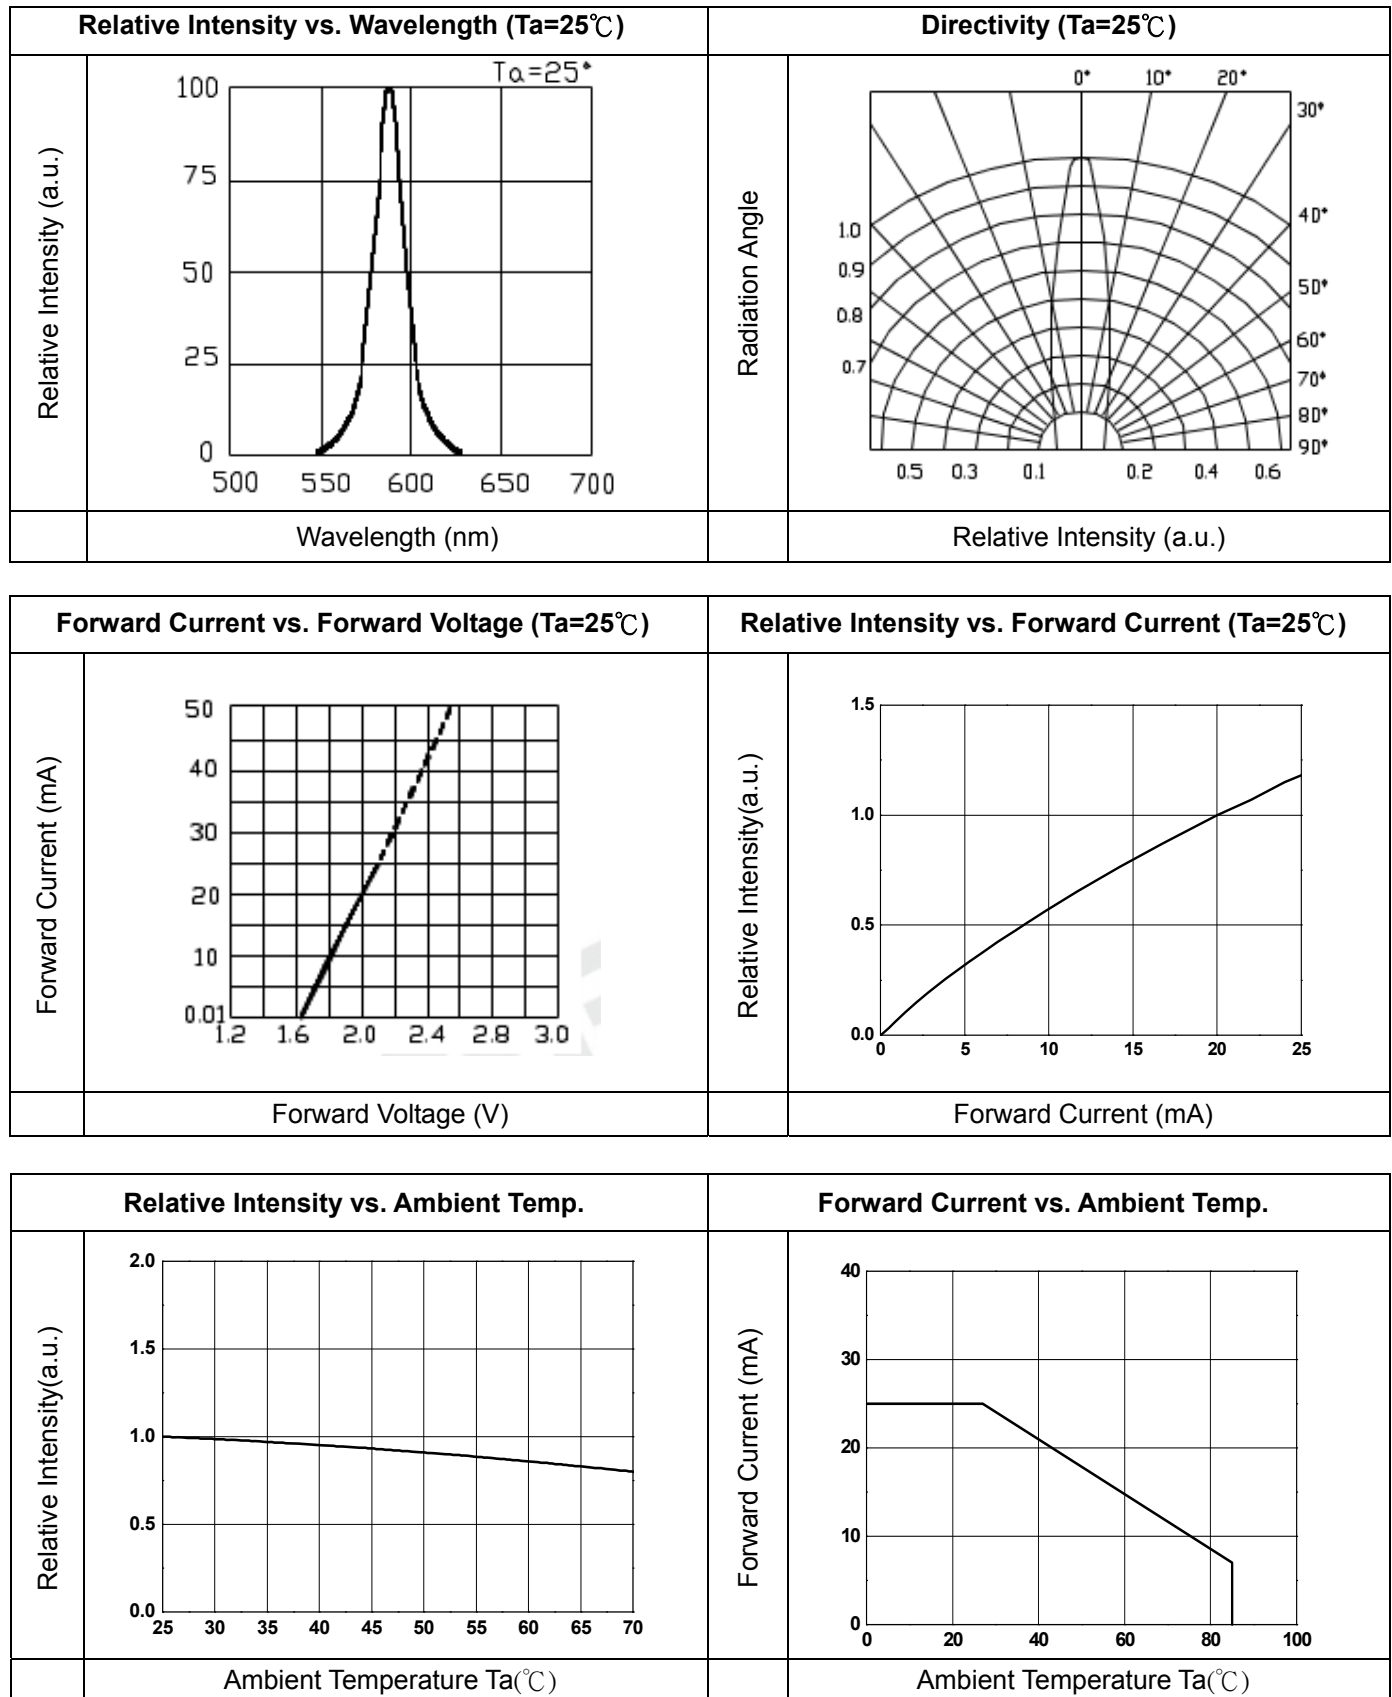 Relative Intensity vs. Wavelength (Ta=25℃)
Directivity (Ta=25℃)
Relative Intensity (a.u.)
Ta=25°
100
75
50
25
0
500 550 600 650 700
Wavelength (nm)
Radiation Angle
0° 10° 20°
30°
40°
50°
60°
70°
80°
90°
1.0
0.9
0.8
0.7
0.5 0.3 0.1 0.2 0.4 0.6
Relative Intensity (a.u.)
Forward Current vs. Forward Voltage (Ta=25℃)
Relative Intensity vs. Forward Current (Ta=25℃)
Forward Current (mA)
50
40
30
20
10
0.01
1.2 1.6 2.0 2.4 2.8 3.0
Forward Voltage (V)
Relative Intensity(a.u.)
1.5
1.0
0.5
0.0
0 5 10 15 20 25
Forward Current (mA)
Relative Intensity vs. Ambient Temp.
Forward Current vs. Ambient Temp.
Relative Intensity(a.u.)
2.0
1.5
1.0
0.5
0.0
25 30 35 40 45 50 55 60 65 70
Ambient Temperature Ta(℃)
Forward Current (mA)
40
30
20
10
0
0 20 40 60 80 100
Ambient Temperature Ta(℃)